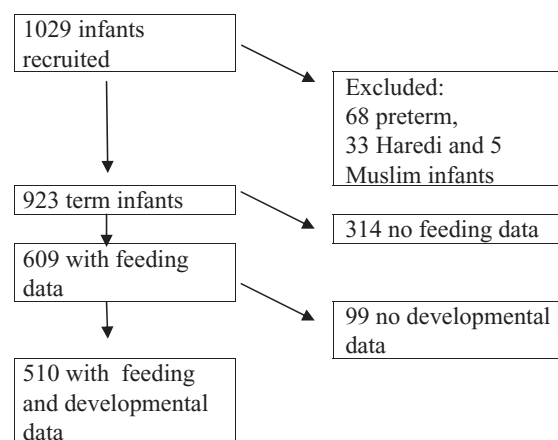 1029 infants
recruited
Excluded:
68 preterm,
33 Haredi and 5
Muslim infants
923 term infants
314 no feeding data
609 with feeding
data
99 no developmental
data
510 with feeding
and developmental
data